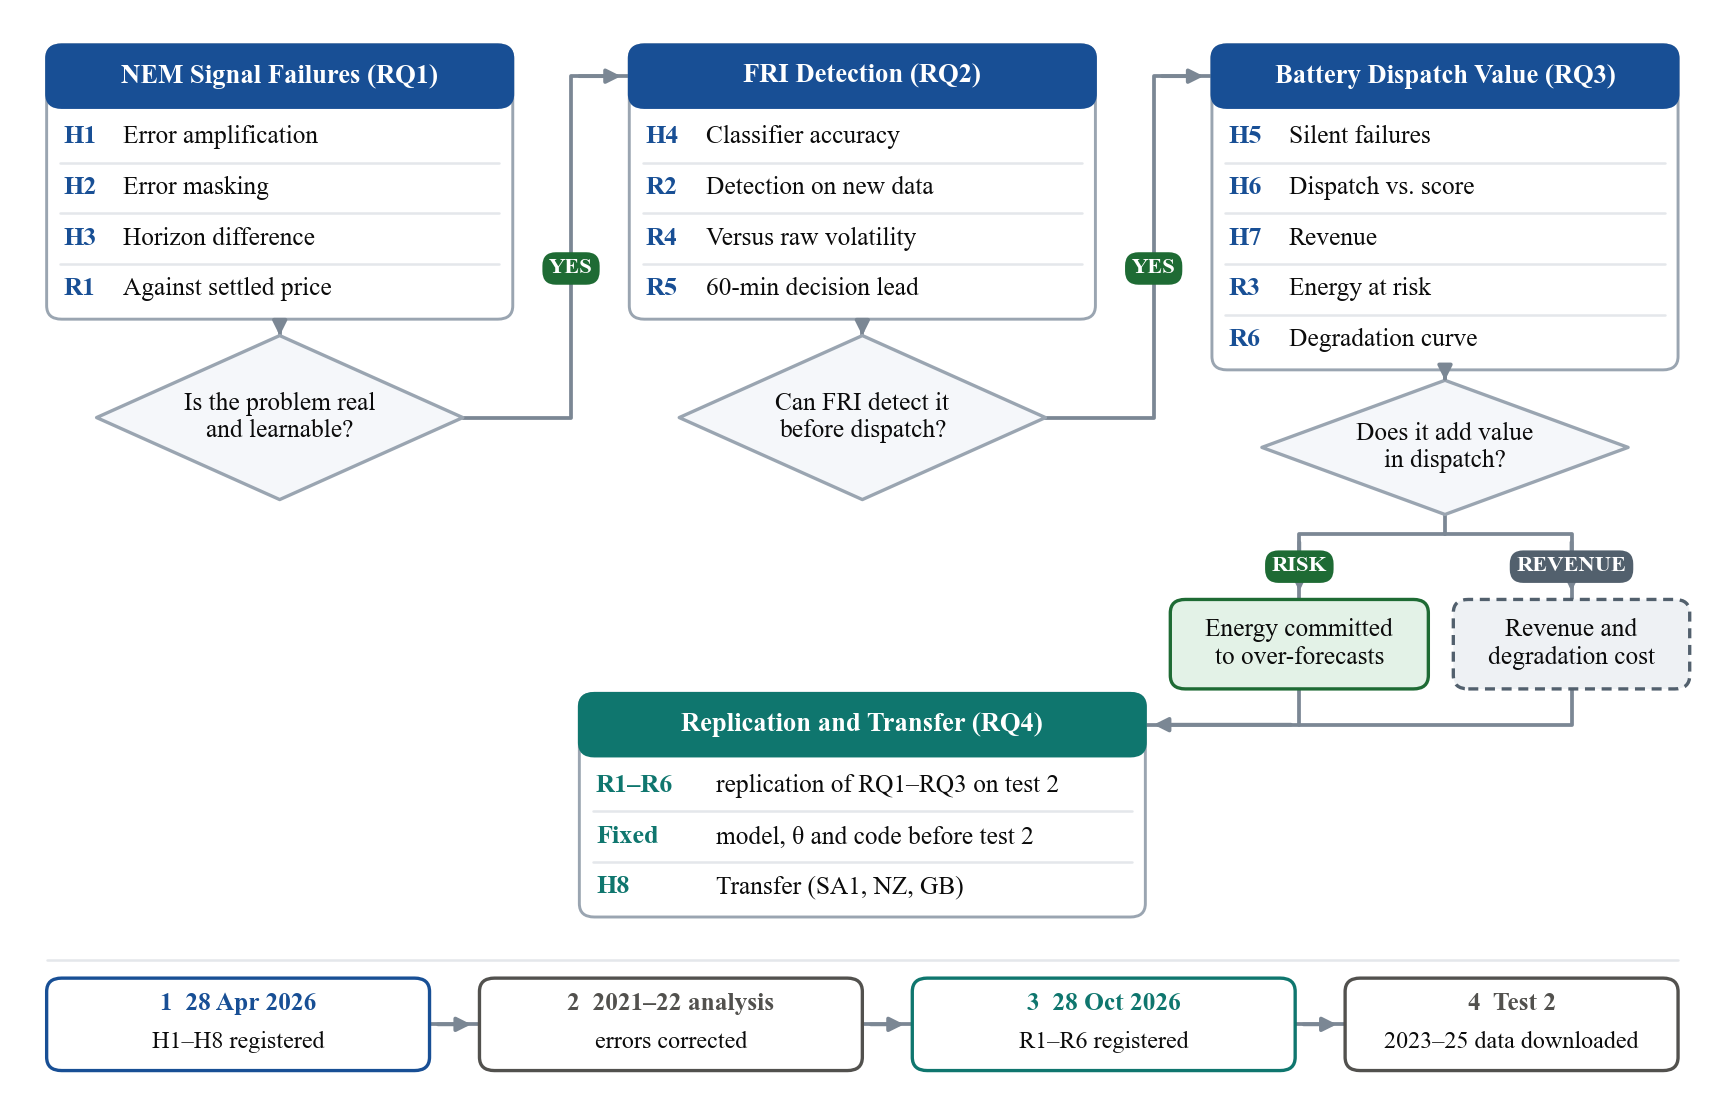 NEM Signal Failures (RQ1)
H1 Error amplification
H2 Error masking
H3 Horizon difference
R1 Against settled price
Is the problem real
and learnable?
YES
FRI Detection (RQ2)
H4 Classifier accuracy
R2 Detection on new data
R4 Versus raw volatility
R5 60-min decision lead
Can FRI detect it
before dispatch?
YES
Battery Dispatch Value (RQ3)
H5 Silent failures
H6 Dispatch vs. score
H7 Revenue
R3 Energy at risk
R6 Degradation curve
Does it add value
in dispatch?
RISK
REVENUE
Energy committed
to over-forecasts
Revenue and
degradation cost
Replication and Transfer (RQ4)
R1–R6 replication of RQ1–RQ3 on test 2
Fixed model, θ and code before test 2
H8 Transfer (SA1, NZ, GB)
1 28 Apr 2026
H1–H8 registered
2 2021–22 analysis
errors corrected
3 28 Oct 2026
R1–R6 registered
4 Test 2
2023–25 data downloaded